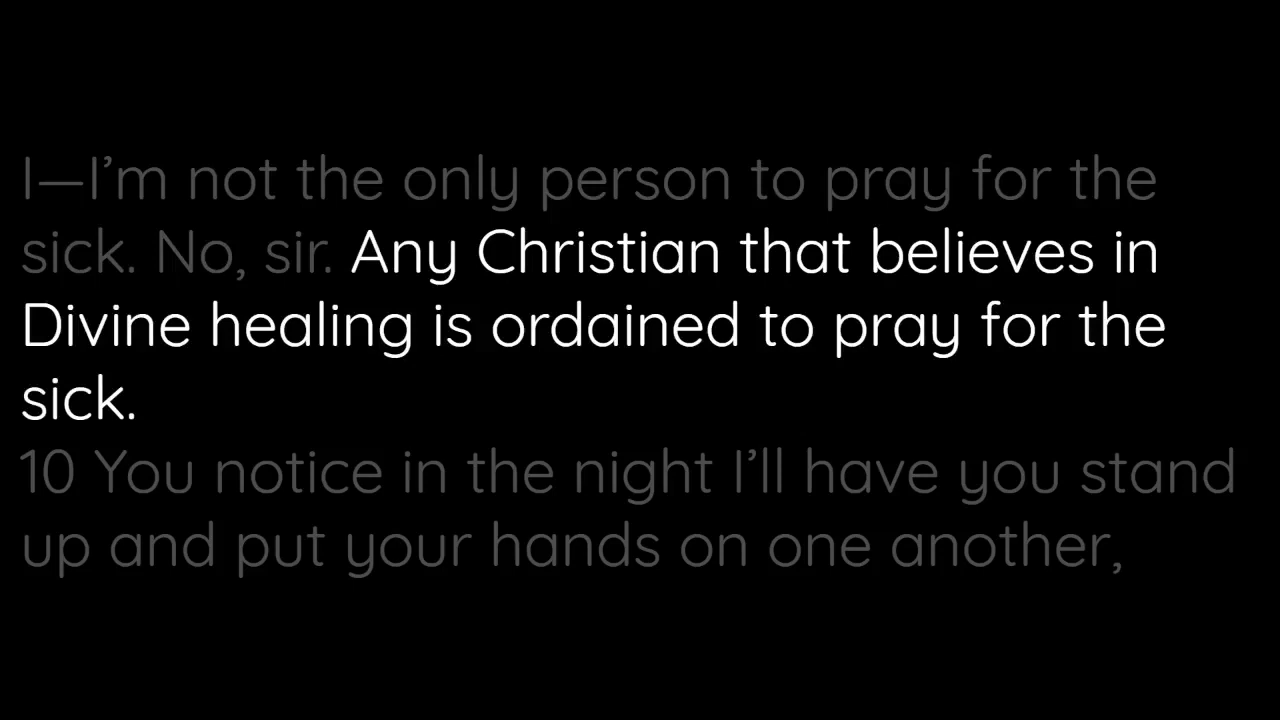 I—I’m not the only person to pray for the
sick. No, sir. Any Christian that believes in
Divine healing is ordained to pray for the
sick.
10 You notice in the night I’ll have you stand
up and put your hands on one another,